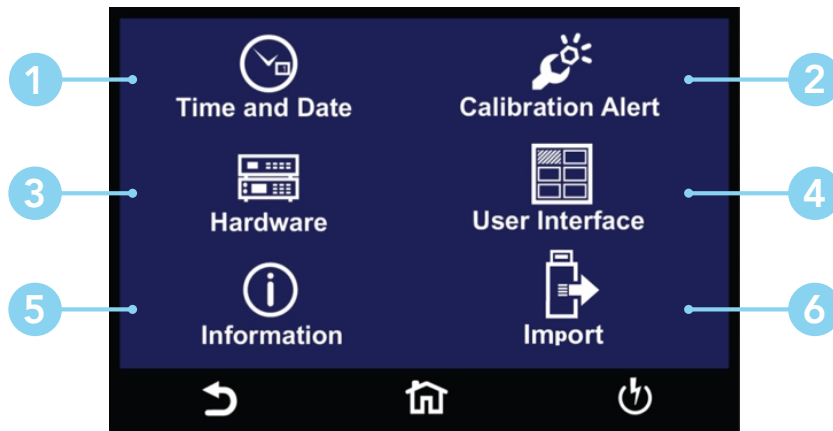 1
Time and Date
2
Calibration Alert
3
Hardware
4
User Interface
5
Information
6
Import